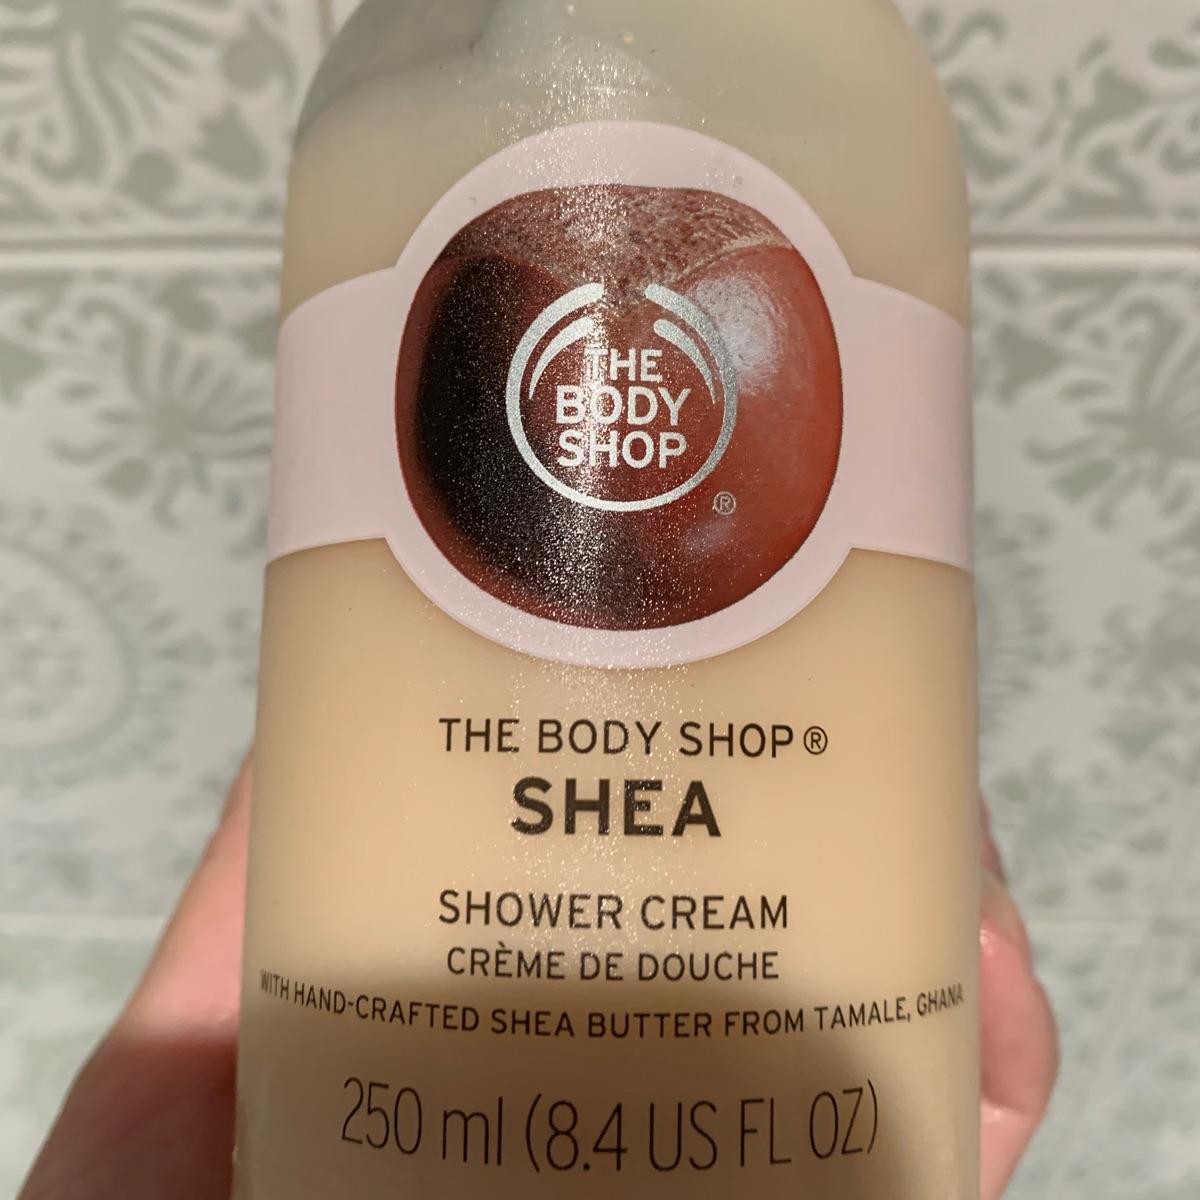 THE
BODY
SHOP
®
THE BODY SHOP®
SHEA
SHOWER CREAM
CRÈME DE DOUCHE
WITH HAND-CRAFTED SHEA BUTTER FROM TAMALE, GHANA
250 ml (8.4 US FL OZ)